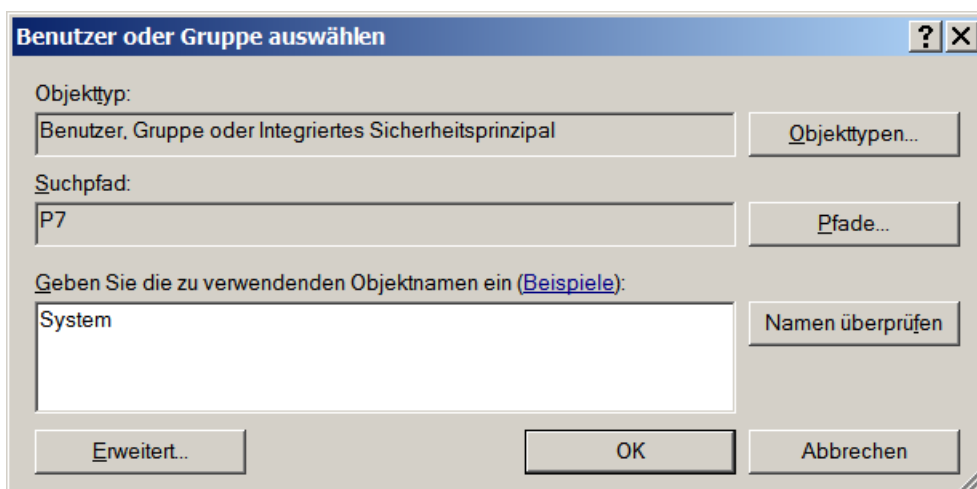 Benutzer oder Gruppe auswählen
Objekttyp:
Benutzer, Gruppe oder Integriertes Sicherheitsprinzipal
Objekttypen...
Suchpfad:
P7
Pfade...
Geben Sie die zu verwendenden Objektnamen ein (Beispiele):
System
Namen überprüfen
Erweitert...
OK
Abbrechen